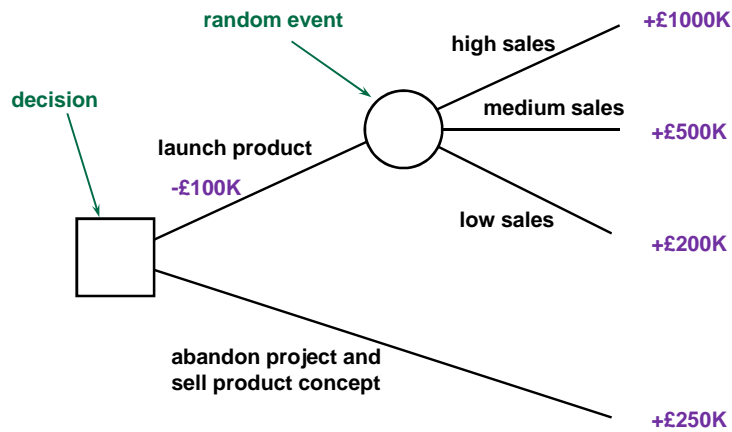 random event
+£1000K
high sales
decision
medium sales
+£500K
launch product
-£100K
low sales
+£200K
abandon project and
sell product concept
+£250K